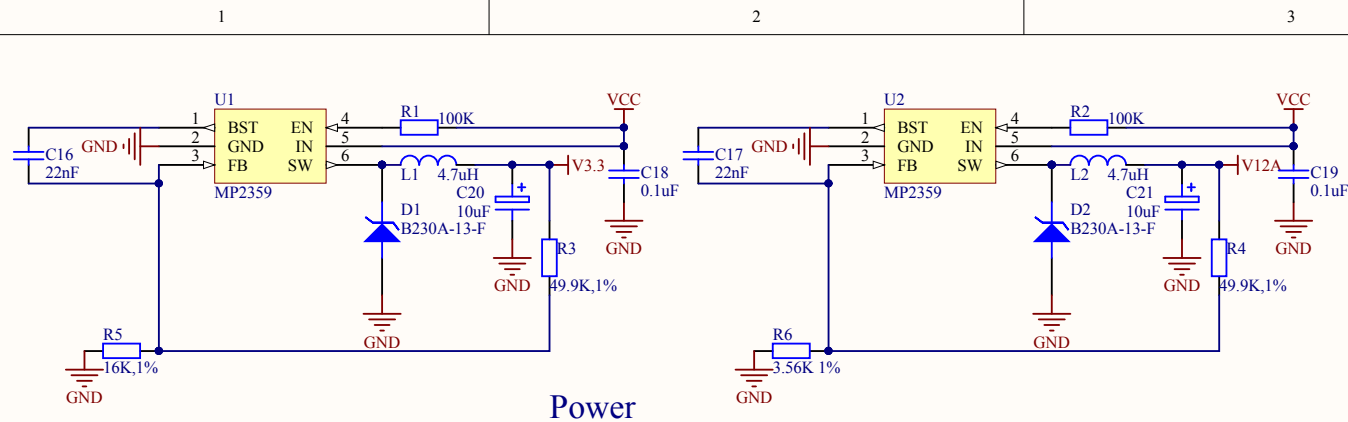 1 2 3
U1
1 BST EN 4
2 GND IN 5
3 FB SW 6
MP2359
GND
C16
22nF
R1 100K
VCC
L1 4.7uH
V3.3
C18
0.1uF
GND
C20
10uF
GND
D1
B230A-13-F
GND
R3
49.9K,1%
R5
16K,1%
GND
U2
1 BST EN 4
2 GND IN 5
3 FB SW 6
MP2359
GND
C17
22nF
R2 100K
VCC
L2 4.7uH
V12A
C19
0.1uF
GND
C21
10uF
GND
D2
B230A-13-F
GND
R4
49.9K,1%
R6
3.56K 1%
GND
Power